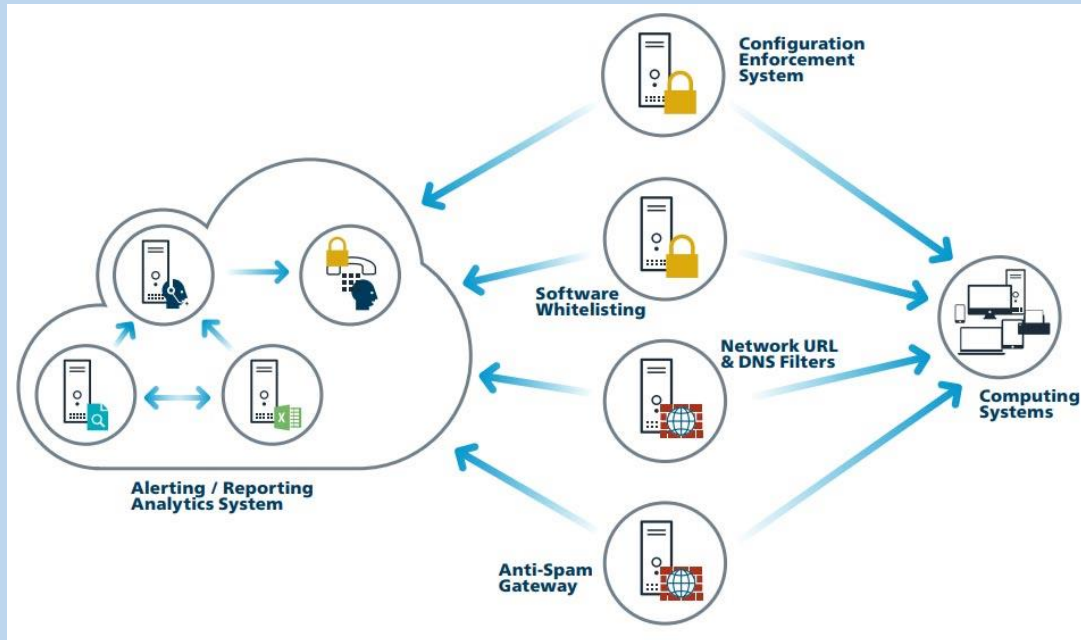 Configuration
Enforcement
System
Software
Whitelisting
Network URL
& DNS Filters
Computing
Systems
Alerting / Reporting
Analytics System
Anti-Spam
Gateway
X